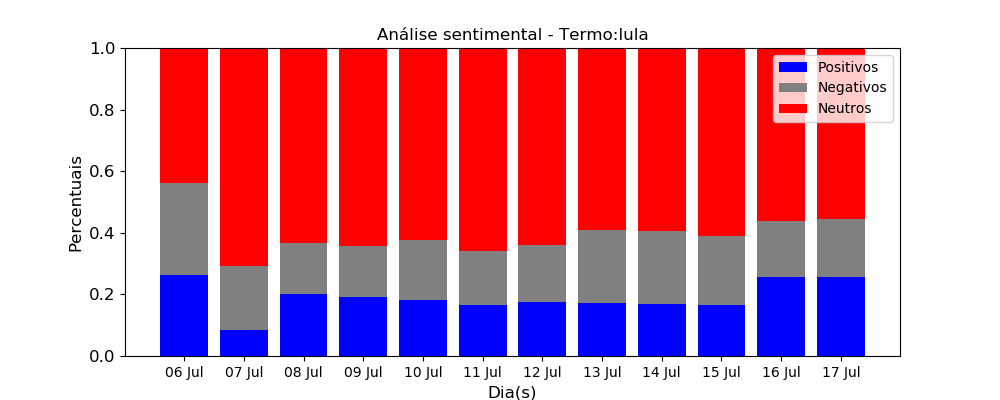 Análise sentimental - Termo:lula
Positivos
Negativos
Neutros
Percentuais
1.0
0.8
0.6
0.4
0.2
0.0
06 Jul 07 Jul 08 Jul 09 Jul 10 Jul 11 Jul 12 Jul 13 Jul 14 Jul 15 Jul 16 Jul 17 Jul
Dia(s)